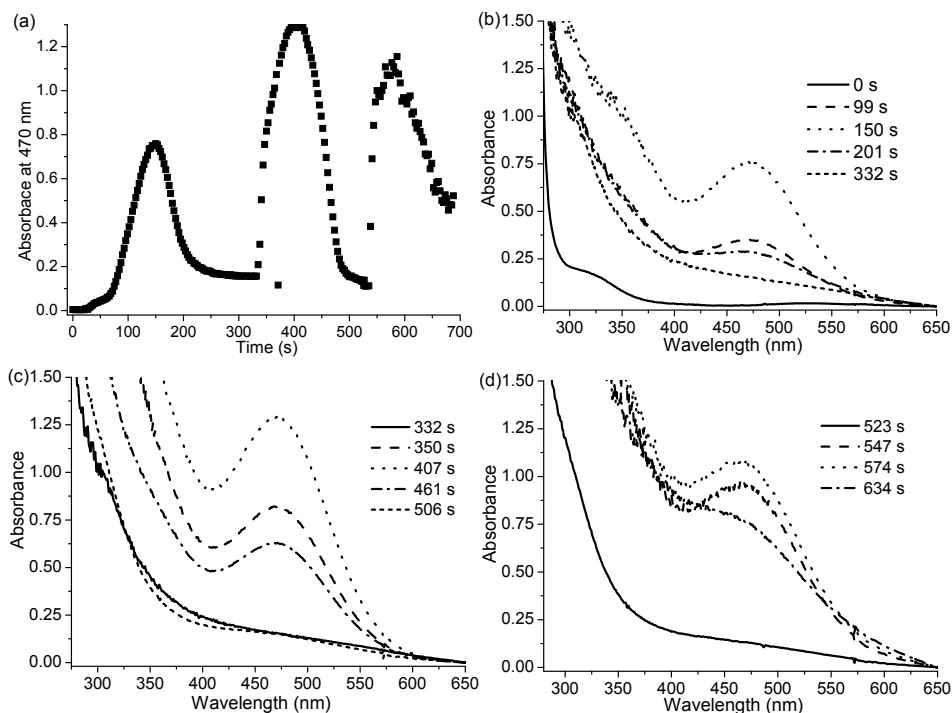 (a)
Absorbace at 470 nm
1.2
1.0
0.8
0.6
0.4
0.2
0.0
0 100 200 300 400 500 600 700
Time (s)
(b)
Absorbance
1.50
1.25
1.00
0.75
0.50
0.25
0.00
0 s
99 s
150 s
201 s
332 s
300 350 400 450 500 550 600 650
Wavelength (nm)
(c)
Absorbance
1.50
1.25
1.00
0.75
0.50
0.25
0.00
332 s
350 s
407 s
461 s
506 s
300 350 400 450 500 550 600 650
Wavelength (nm)
(d)
Absorbance
1.50
1.25
1.00
0.75
0.50
0.25
0.00
523 s
547 s
574 s
634 s
300 350 400 450 500 550 600 650
Wavelength (nm)